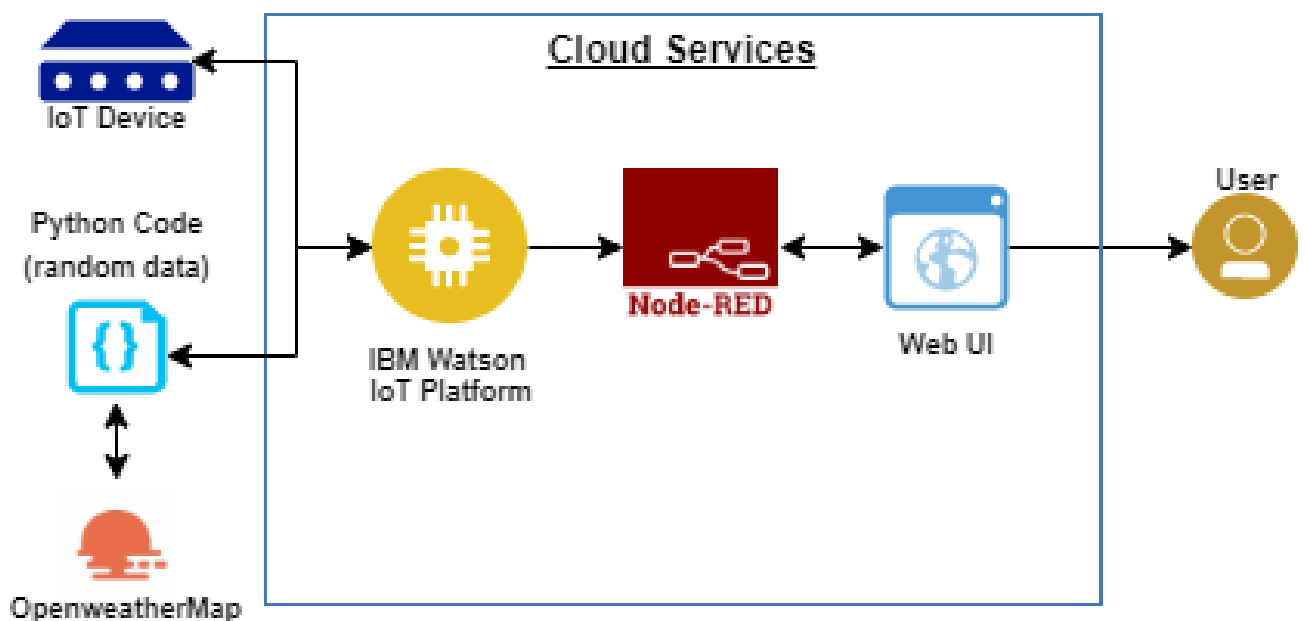 Cloud Services
IoT Device
Python Code
(random data)
OpenweatherMap
IBM Watson
IoT Platform
Node-RED
Web UI
User